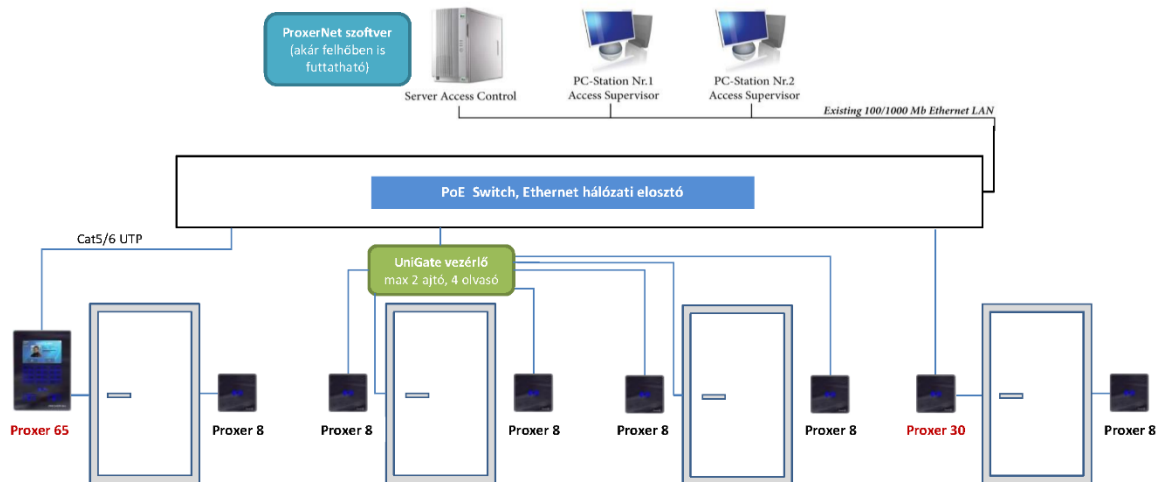 ProxerNet szoftver
(akár felhőben is
futtatható)
Server Access Control
PC-Station Nr.1
Access Supervisor
PC-Station Nr.2
Access Supervisor
Existing 100/1000 Mb Ethernet LAN
PoE Switch, Ethernet hálózati elosztó
Cat5/6 UTP
UniGate vezérlő
max 2 ajtó, 4 olvasó
Proxer 65
Proxer 8
Proxer 8
Proxer 8
Proxer 8
Proxer 8
Proxer 30
Proxer 8